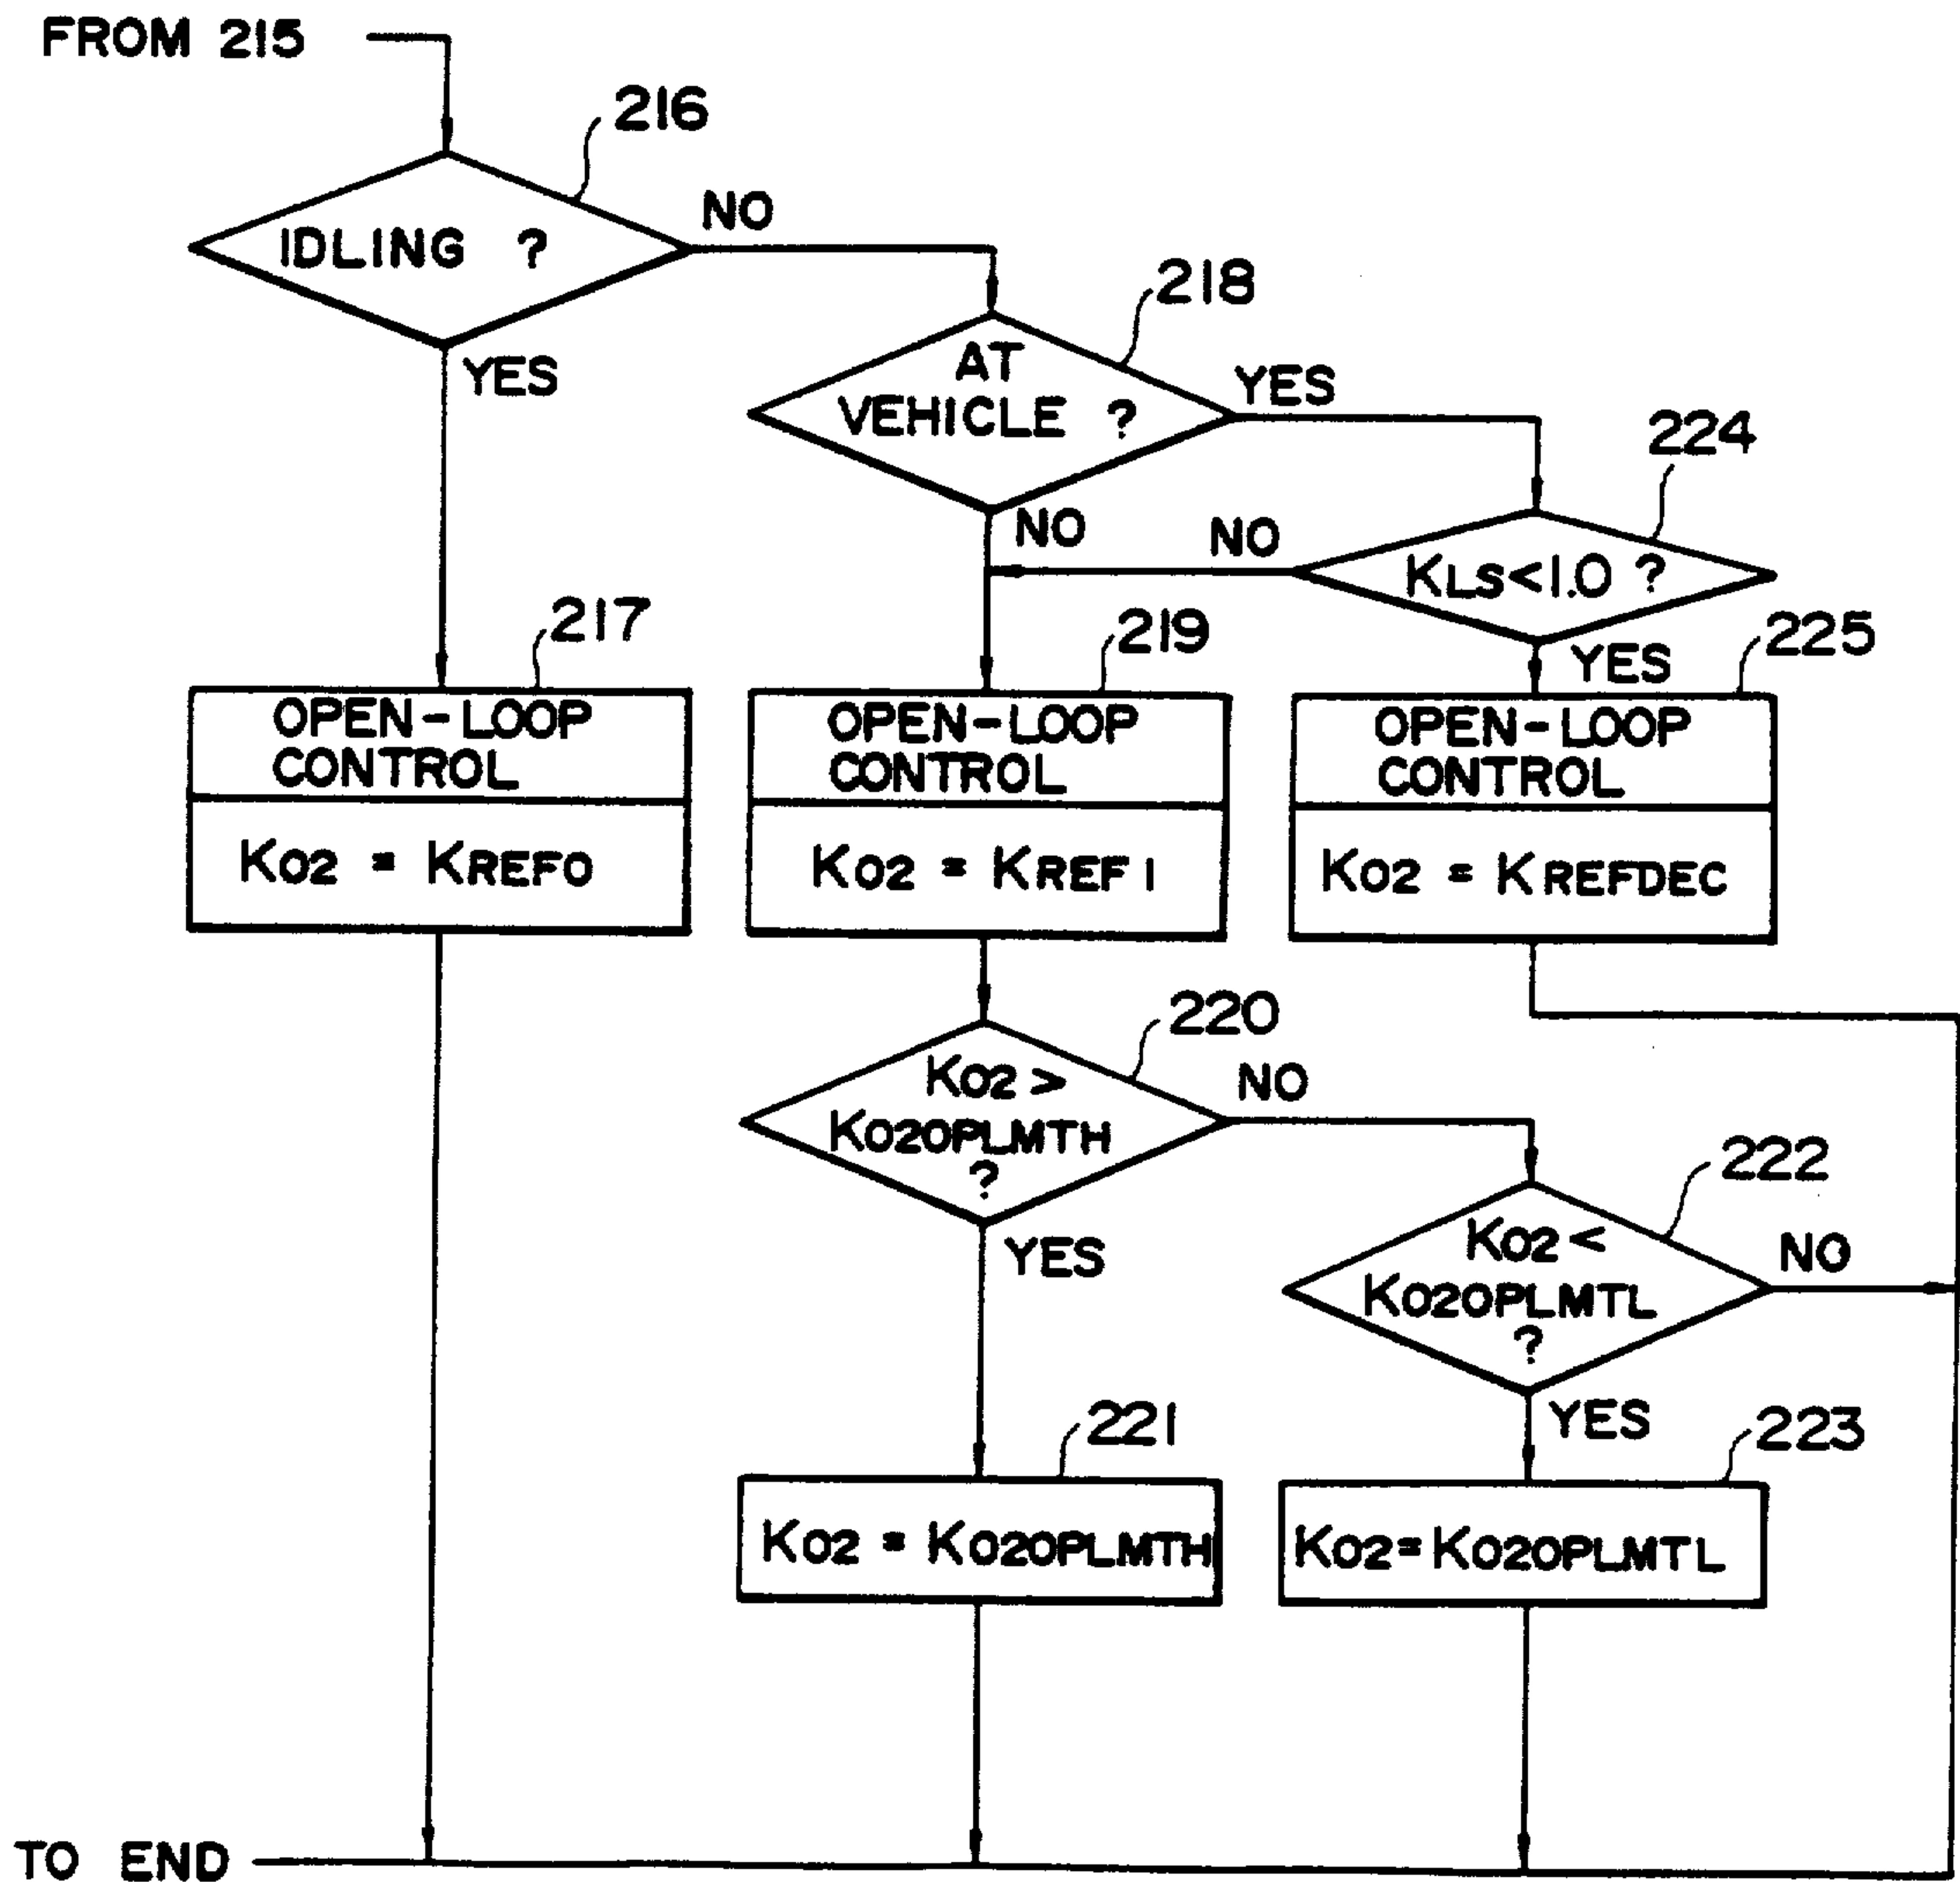 FROM 215
216
IDLING ?
NO
YES
218
AT
VEHICLE ?
YES
NO
224
KLS<1.0 ?
NO
YES
217
OPEN-LOOP
CONTROL
KO2 = KREF0
219
OPEN-LOOP
CONTROL
KO2 = KREF1
225
OPEN-LOOP
CONTROL
KO2 = KREFDEC
220
KO2 >
KO2OPLMTH
?
NO
YES
222
KO2 <
KO2OPLMTL
?
NO
YES
221
KO2 = KO2OPLMTH
223
KO2=KO2OPLMTL
TO END